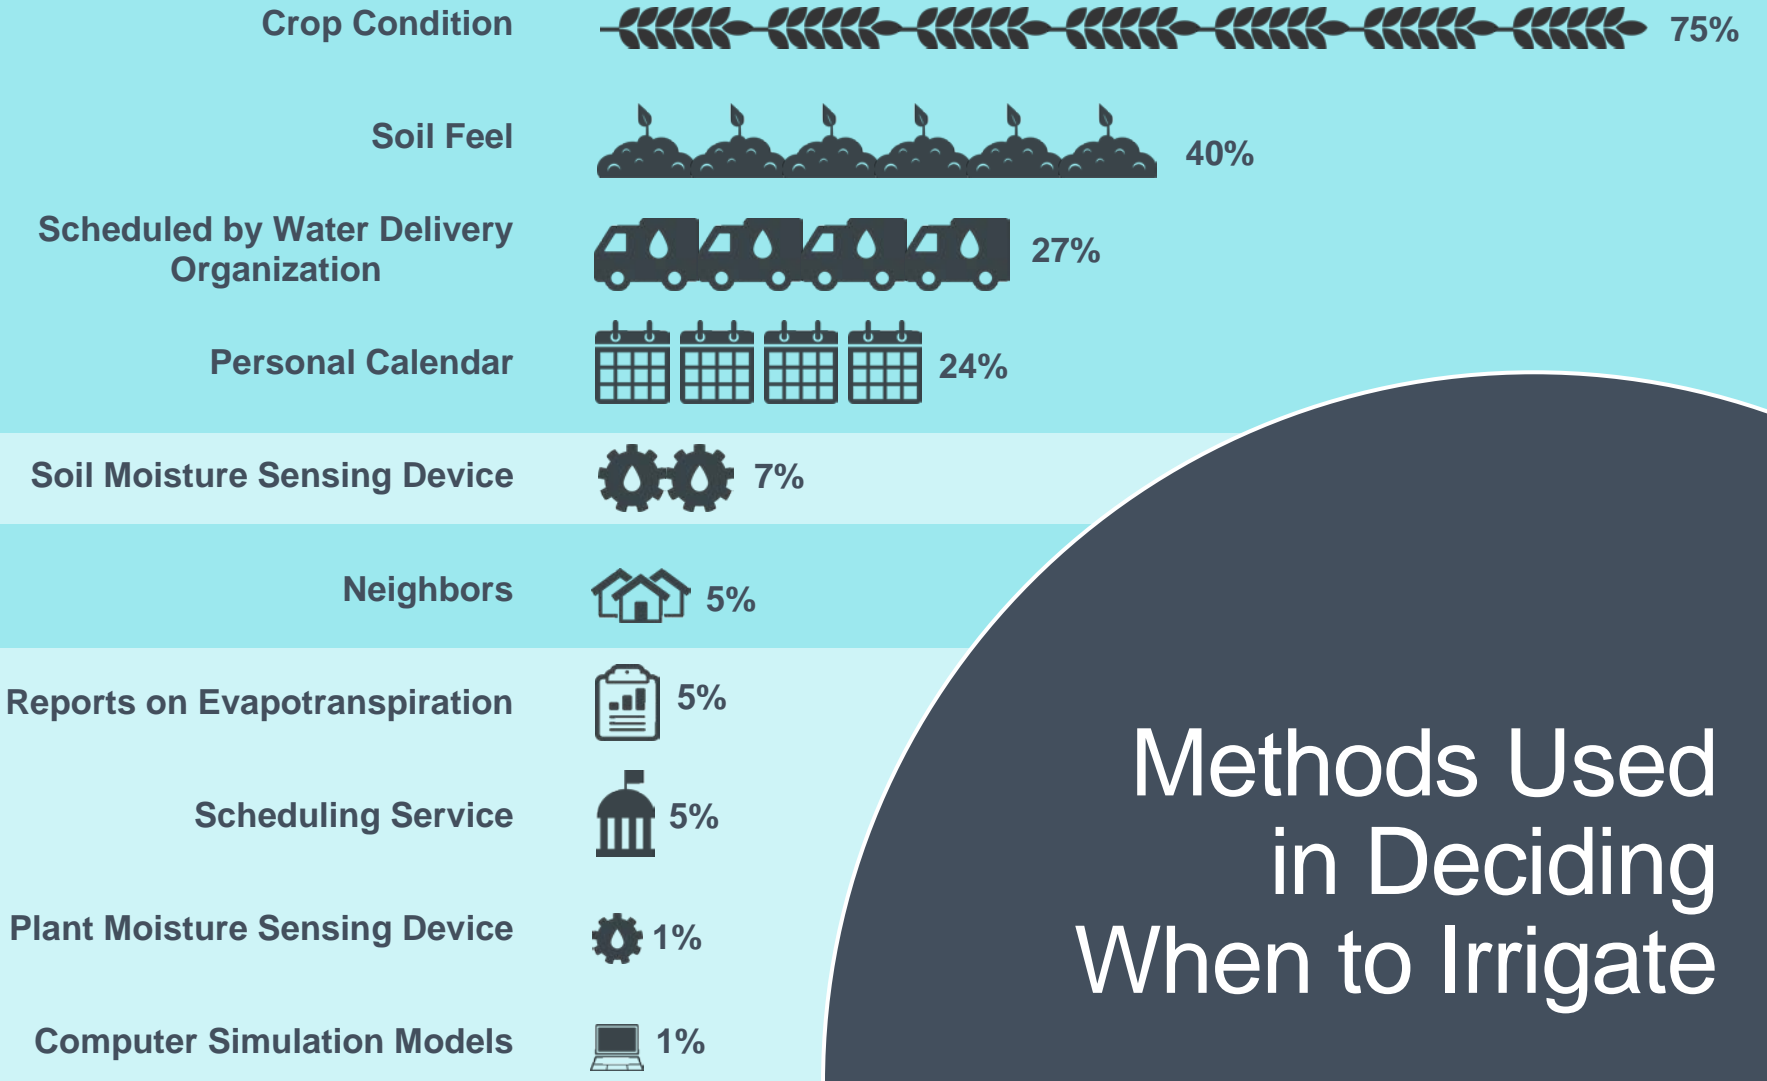 Crop Condition 75%
Soil Feel 40%
Scheduled by Water Delivery
Organization 27%
Personal Calendar 24%
Soil Moisture Sensing Device 7%
Neighbors 5%
Reports on Evapotranspiration 5%
Scheduling Service 5%
Plant Moisture Sensing Device 1%
Computer Simulation Models 1%
Methods Used
in Deciding
When to Irrigate